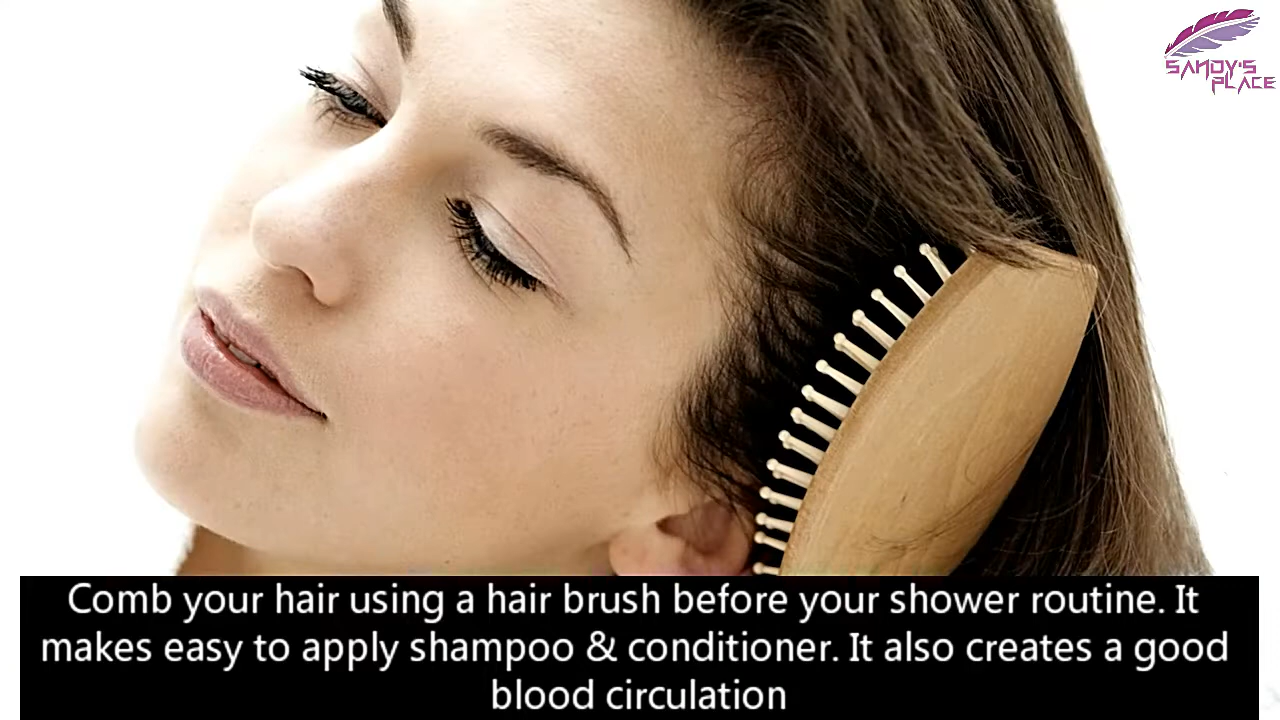 SANDY'S
PLACE
Comb your hair using a hair brush before your shower routine. It
makes easy to apply shampoo & conditioner. It also creates a good
blood circulation